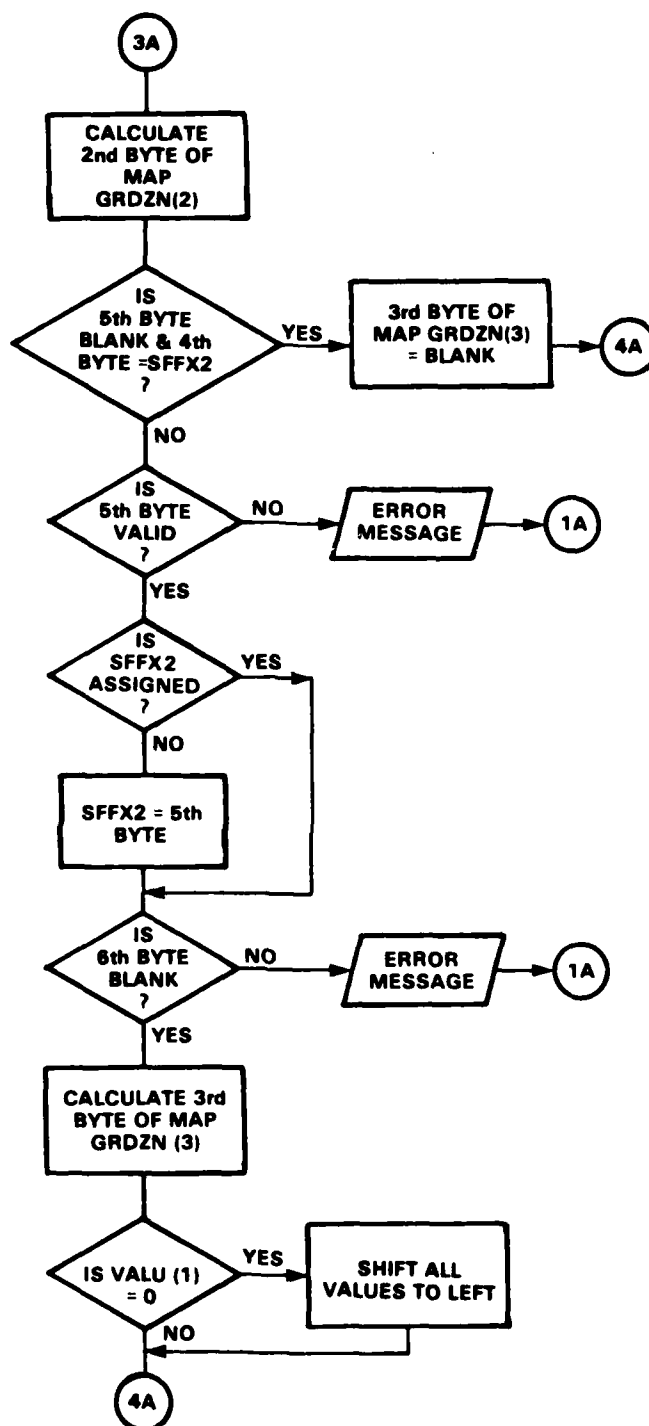 3A
CALCULATE
2nd BYTE OF
MAP
GRDZN(2)
IS
5th BYTE
BLANK & 4th
BYTE =SFFX2
?
YES
3rd BYTE OF
MAP GRDZN(3)
= BLANK
4A
NO
IS
5th BYTE
VALID
?
NO
ERROR
MESSAGE
1A
YES
IS
SFFX2
ASSIGNED
?
YES
NO
SFFX2 = 5th
BYTE
IS
6th BYTE
BLANK
?
NO
ERROR
MESSAGE
1A
YES
CALCULATE 3rd
BYTE OF MAP
GRDZN (3)
IS VALU (1)
= 0
YES
SHIFT ALL
VALUES TO LEFT
NO
4A